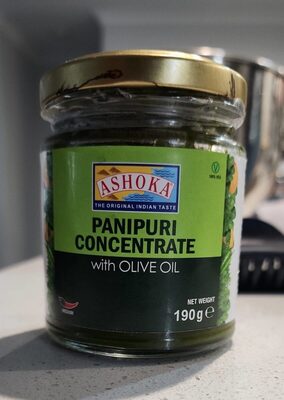 ASHOKA
THE ORIGINAL INDIAN TASTE
PANIPURI
CONCENTRATE
with OLIVE OIL
NET WEIGHT
190g℮